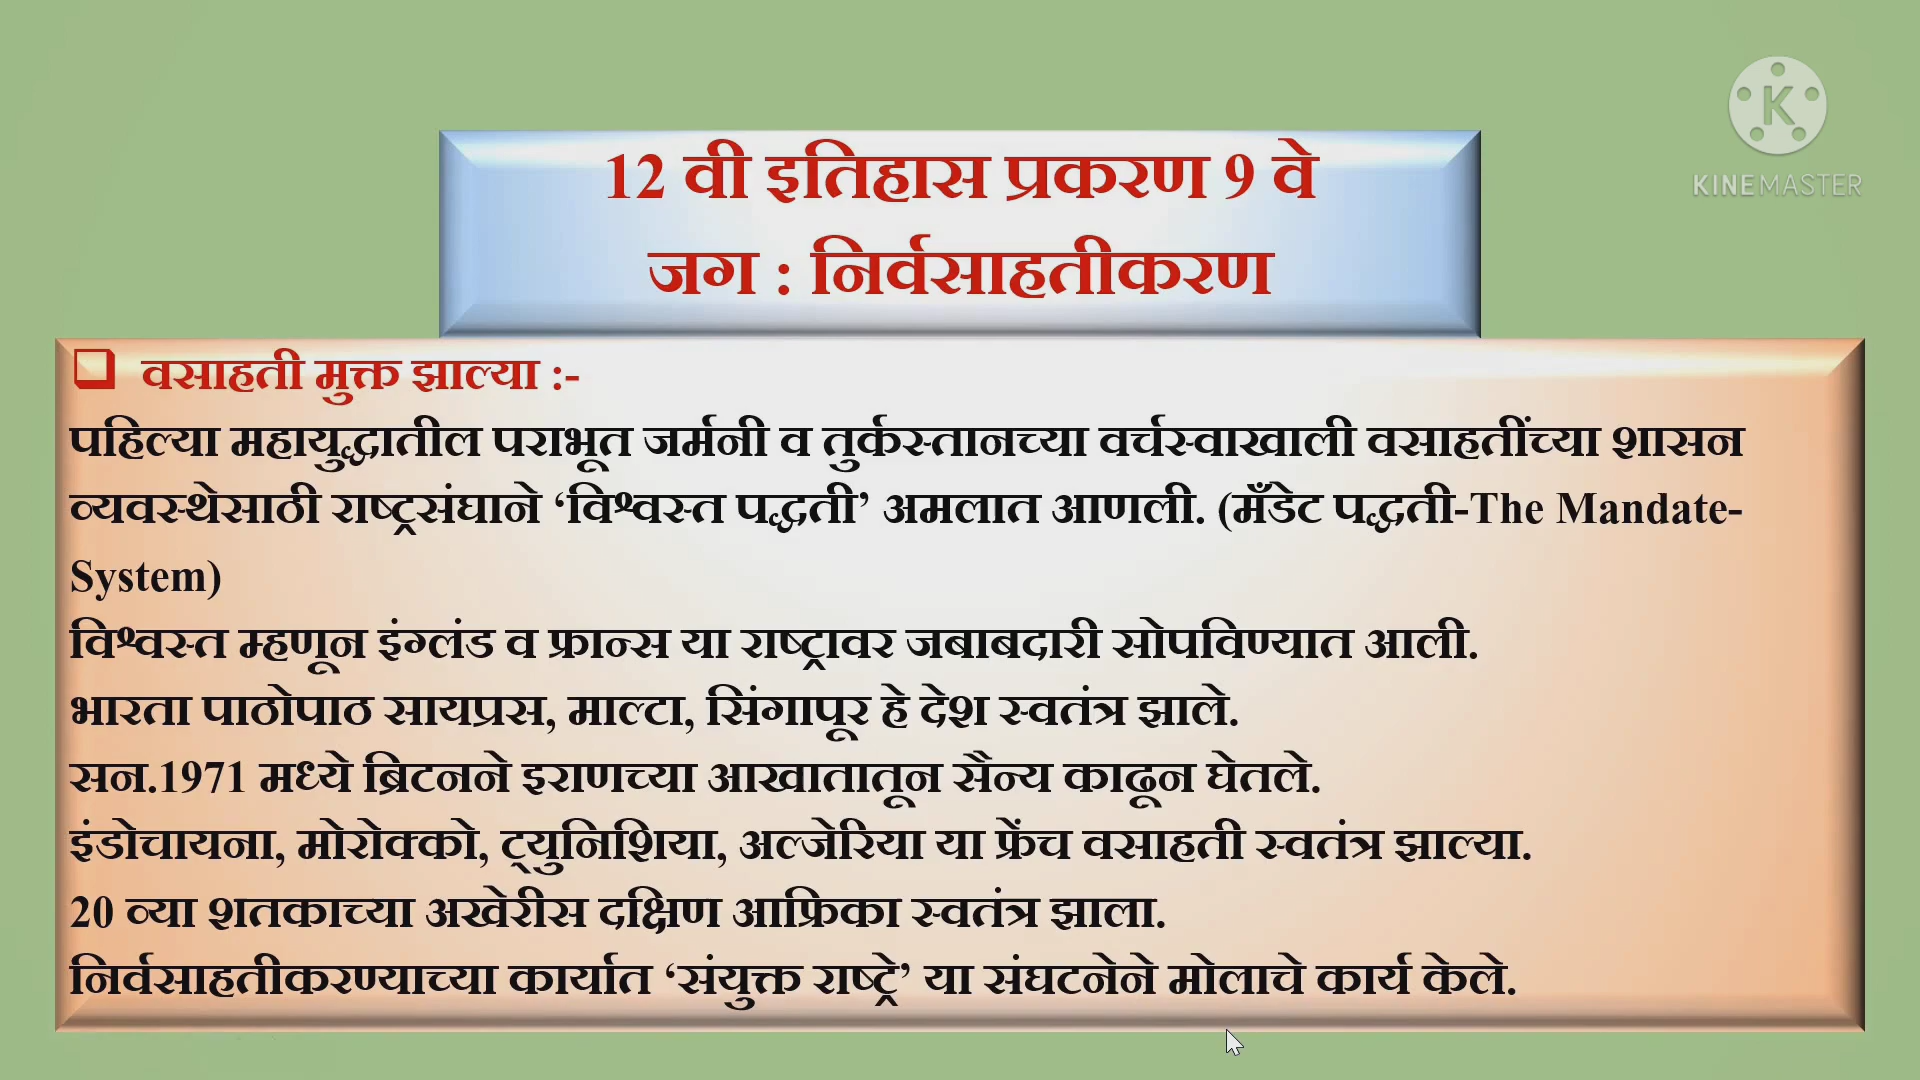 K
KINEMASTER
12 वी इतिहास प्रकरण 9 वे
जग : निर्वसाहतीकरण
वसाहती मुक्त झाल्या :-
पहिल्या महायुद्धातील पराभूत जर्मनी व तुर्कस्तानच्या वर्चस्वाखाली वसाहतींच्या शासन
व्यवस्थेसाठी राष्ट्रसंघाने ‘विश्वस्त पद्धती’ अमलात आणली. (मँडेट पद्धती-The Mandate-
System)
विश्वस्त म्हणून इंग्लंड व फ्रान्स या राष्ट्रावर जबाबदारी सोपविण्यात आली.
भारता पाठोपाठ सायप्रस, माल्टा, सिंगापूर हे देश स्वतंत्र झाले.
सन.1971 मध्ये ब्रिटनने इराणच्या आखातातून सैन्य काढून घेतले.
इंडोचायना, मोरोक्को, ट्युनिशिया, अल्जेरिया या फ्रेंच वसाहती स्वतंत्र झाल्या.
20 व्या शतकाच्या अखेरीस दक्षिण आफ्रिका स्वतंत्र झाला.
निर्वसाहतीकरण्याच्या कार्यात ‘संयुक्त राष्ट्रे’ या संघटनेने मोलाचे कार्य केले.